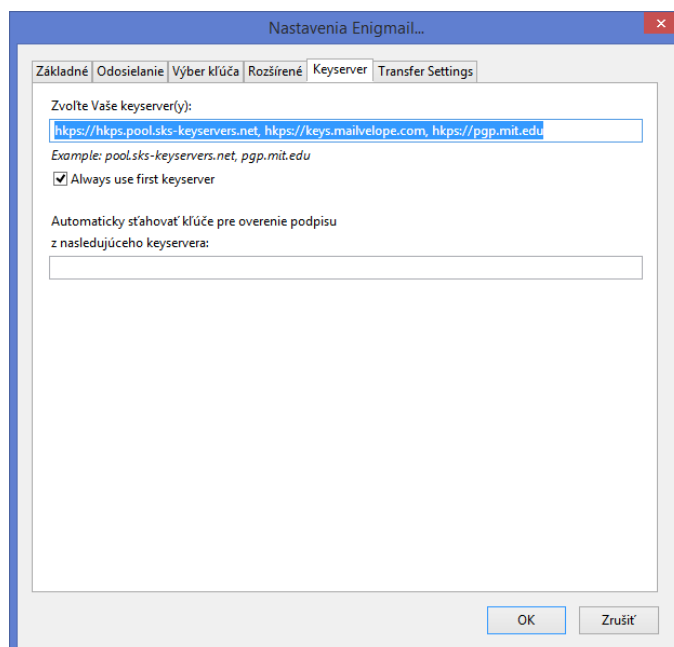 Nastavenia Enigmail...
Základné Odosielanie Výber kľúča Rozšírené Keyserver Transfer Settings
Zvoľte Vaše keyserver(y):
hkps://hkps.pool.sks-keyservers.net, hkps://keys.mailvelope.com, hkps://pgp.mit.edu
Example: pool.sks-keyservers.net, pgp.mit.edu
Always use first keyserver
Automaticky sťahovať kľúče pre overenie podpisu
z nasledujúceho keyservera:
OK Zrušiť